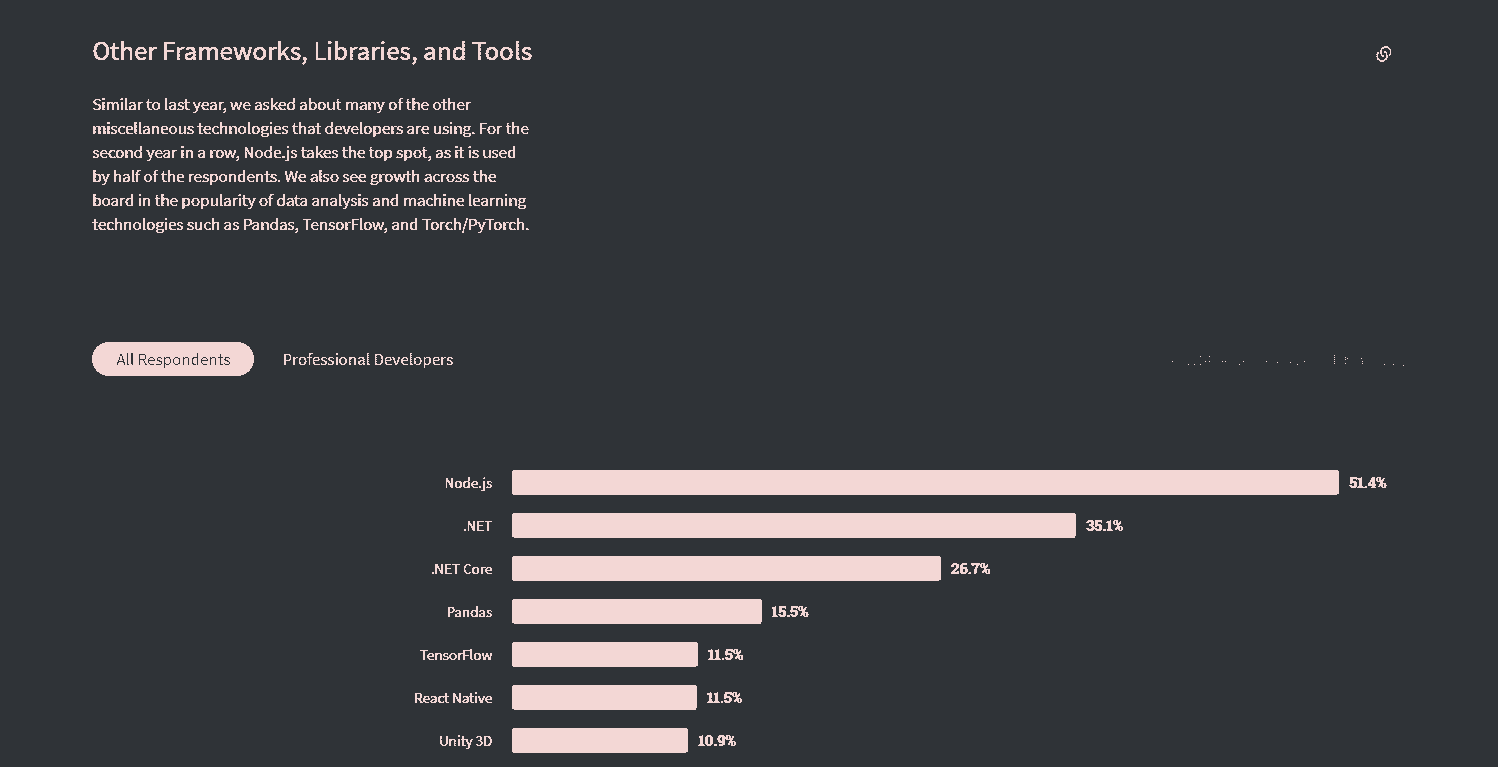 Other Frameworks, Libraries, and Tools
Similar to last year, we asked about many of the other
miscellaneous technologies that developers are using. For the
second year in a row, Node.js takes the top spot, as it is used
by half of the respondents. We also see growth across the
board in the popularity of data analysis and machine learning
technologies such as Pandas, TensorFlow, and Torch/PyTorch.
All Respondents Professional Developers
Node.js 51.4%
.NET 35.1%
.NET Core 26.7%
Pandas 15.5%
TensorFlow 11.5%
React Native 11.5%
Unity 3D 10.9%